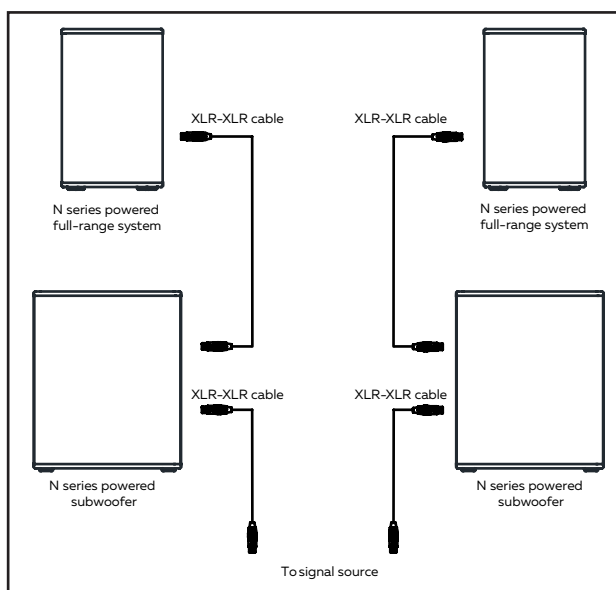 XLR-XLR cable
XLR-XLR cable
N series powered
full-range system
N series powered
full-range system
XLR-XLR cable
XLR-XLR cable
N series powered
subwoofer
N series powered
subwoofer
To signal source